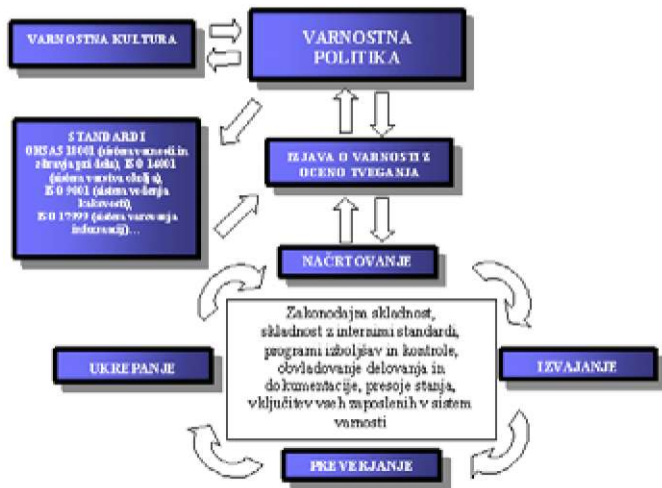 VARNOSTNA KULTURA
VARNOSTNA
POLITIKA
STANDARDI
OHSAS 18001 (sistem varnosti in
zdravja pri delu), ISO 14001
(sistem varstva okolja),
ISO 9001 (sistem vodenja
kakovosti),
ISO 17999 (sistem varovanja
informacij)...
IZJAVA O VARNOSTI Z
OCENO TVEGANJA
NAČRTOVANJE
Zakonodajna skladnost,
skladnost z internimi standardi,
programi izboljšav in kontrole,
obvladovanje delovanja in
dokumentacije, presoje stanja,
vključitev vseh zaposlenih v sistem
varnosti
UKREPANJE
IZVAJANJE
PREVERJANJE